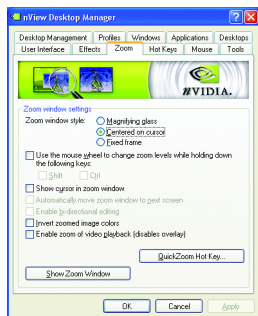 nView Desktop Manager
Desktop Management Profiles Windows Applications Desktops
User Interface Effects Zoom Hot Keys Mouse Tools
NVIDIA.
Zoom window settings
Zoom window style:
Magnifying glass
Centered on cursor
Fixed frame
Use the mouse wheel to change zoom levels while holding down
the following keys:
Shift Ctrl
Show cursor in zoom window
Automatically move zoom window to next screen
Enable bi-directional editing
Invert zoomed image colors
Enable zoom of video playback (disables overlay)
QuickZoom Hot Key...
Show Zoom Window
OK Cancel Apply